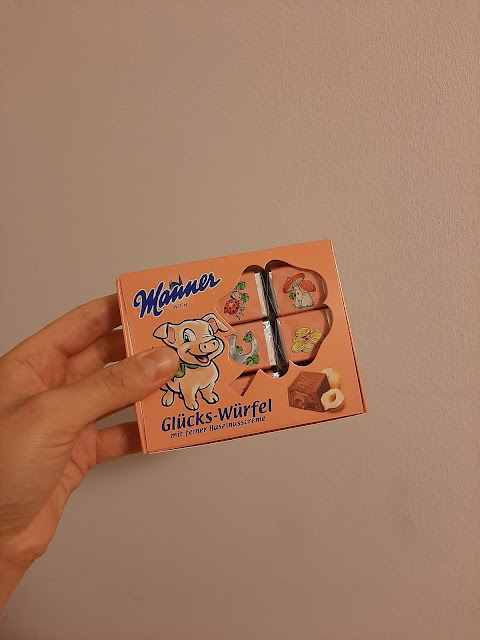 Manner
WIEN
Glücks-Würfel
mit feiner Haselnusscreme